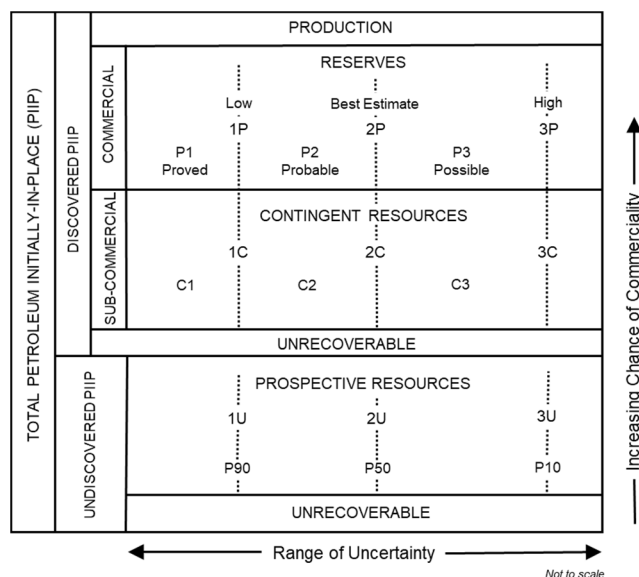 TOTAL PETROLEUM INITIALLY-IN-PLACE (PIIP)
DISCOVERED PIIP
UNDISCOVERED PIIP
COMMERCIAL
SUB-COMMERCIAL
PRODUCTION
RESERVES
Low Best Estimate High
1P 2P 3P
P1 P2 P3
Proved Probable Possible
CONTINGENT RESOURCES
1C 2C 3C
C1 C2 C3
UNRECOVERABLE
PROSPECTIVE RESOURCES
1U 2U 3U
P90 P50 P10
UNRECOVERABLE
Increasing Chance of Commerciality
Range of Uncertainty
Not to scale